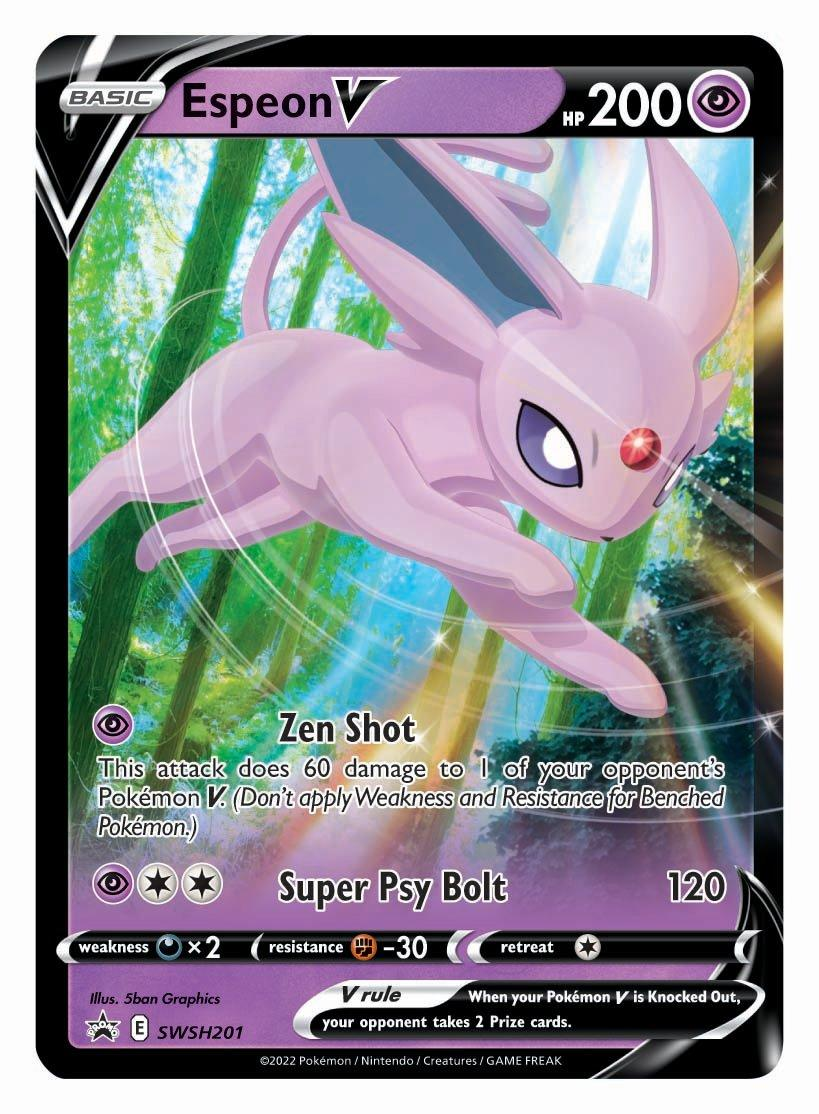 BASIC
Espeon V
HP 200
Zen Shot
This attack does 60 damage to 1 of your opponent's
Pokémon V. (Don't apply Weakness and Resistance for Benched
Pokémon.)
Super Psy Bolt 120
weakness ×2 resistance -30 retreat
Illus. 5ban Graphics
V rule When your Pokémon V is Knocked Out,
your opponent takes 2 Prize cards.
PROMO E SWSH201
©2022 Pokémon / Nintendo / Creatures / GAME FREAK